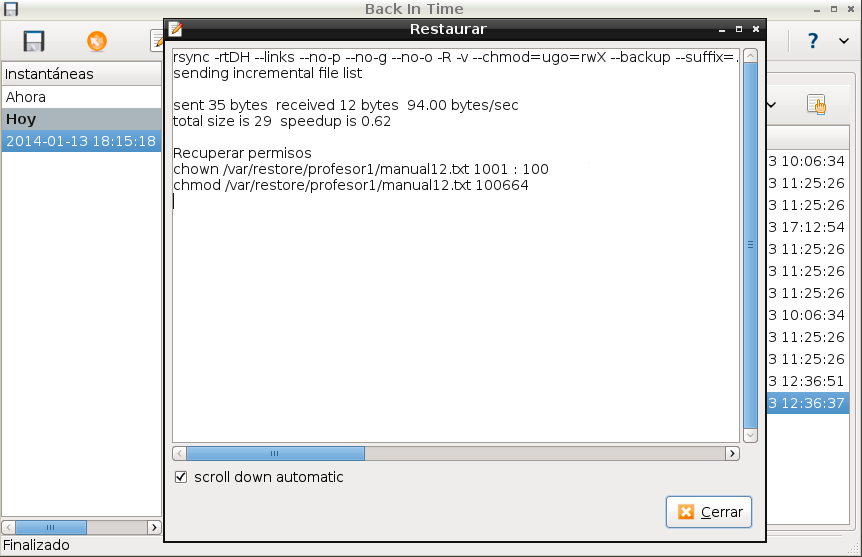 Back In Time
Restaurar
Instantáneas
Ahora
Hoy
2014-01-13 18:15:18
rsync -rtDH --links --no-p --no-g --no-o -R -v --chmod=ugo=rwX --backup --suffix=.
sending incremental file list
sent 35 bytes  received 12 bytes  94.00 bytes/sec
total size is 29  speedup is 0.62
Recuperar permisos
chown /var/restore/profesor1/manual12.txt 1001 : 100
chmod /var/restore/profesor1/manual12.txt 100664
?
3 10:06:34
3 11:25:26
3 11:25:26
3 17:12:54
3 11:25:26
3 11:25:26
3 11:25:26
3 10:06:34
3 11:25:26
3 11:25:26
3 12:36:51
3 12:36:37
scroll down automatic
Cerrar
Finalizado